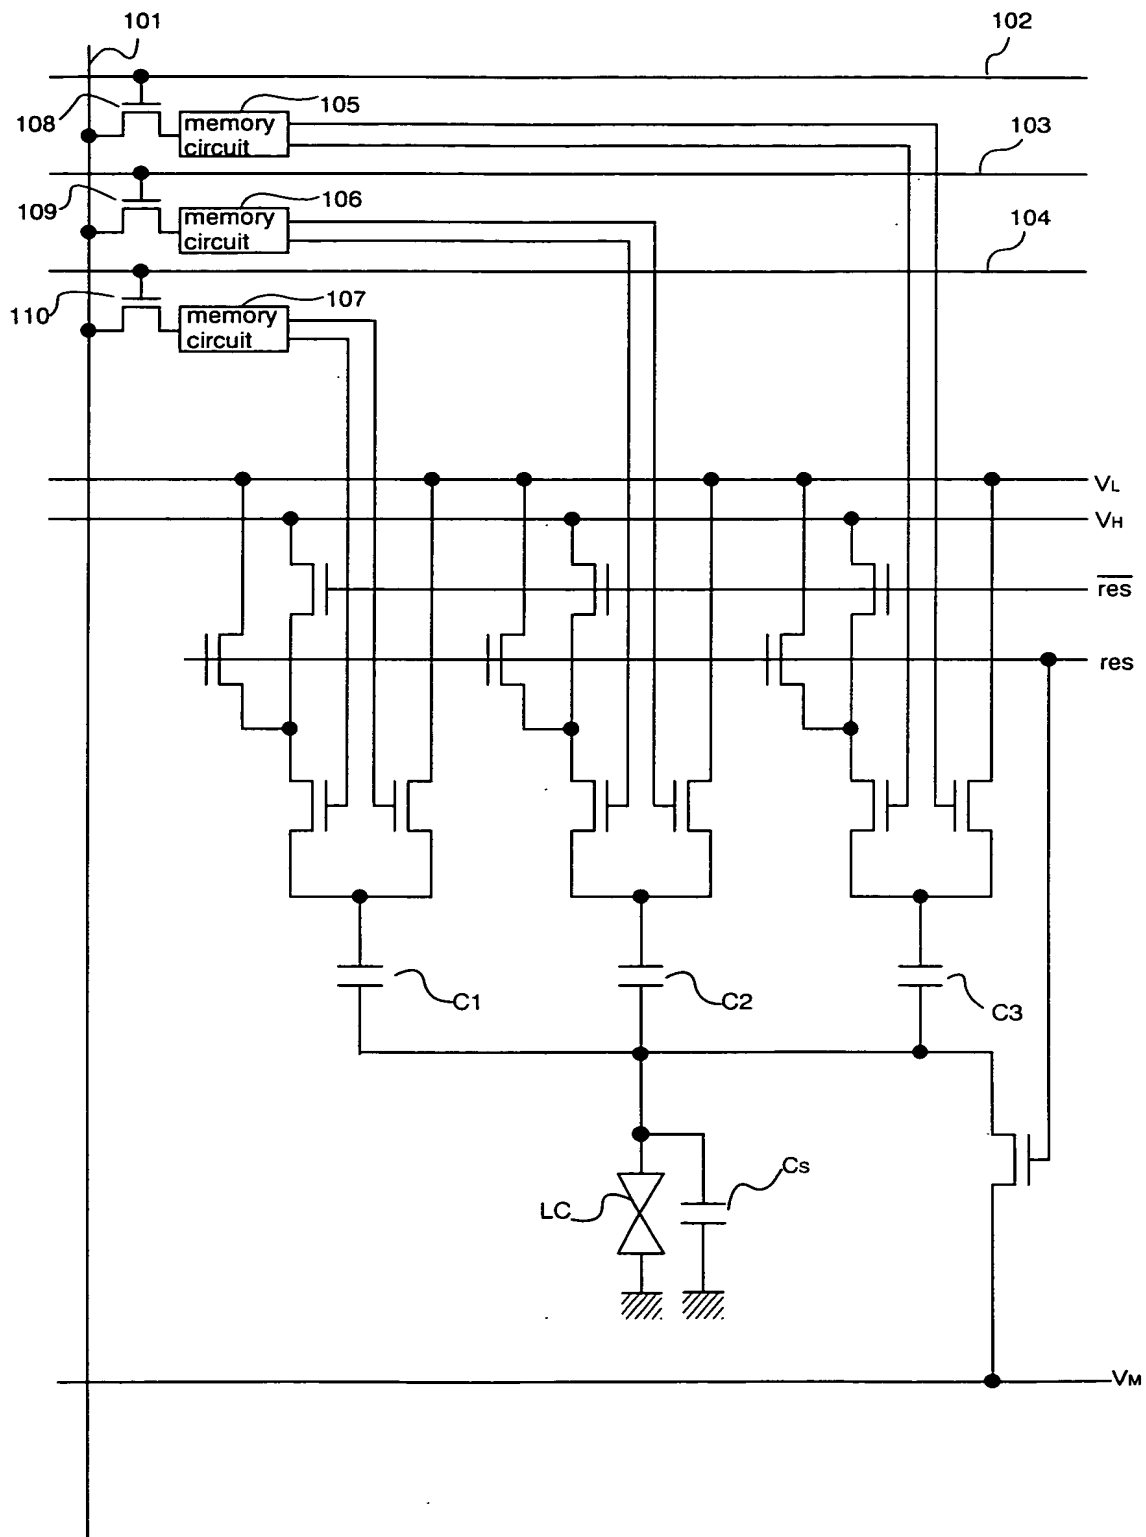 101
102
108
105
memory
circuit
103
109
106
memory
circuit
104
110
107
memory
circuit
VL
VH
res
res
C1
C2
C3
LC
Cs
VM